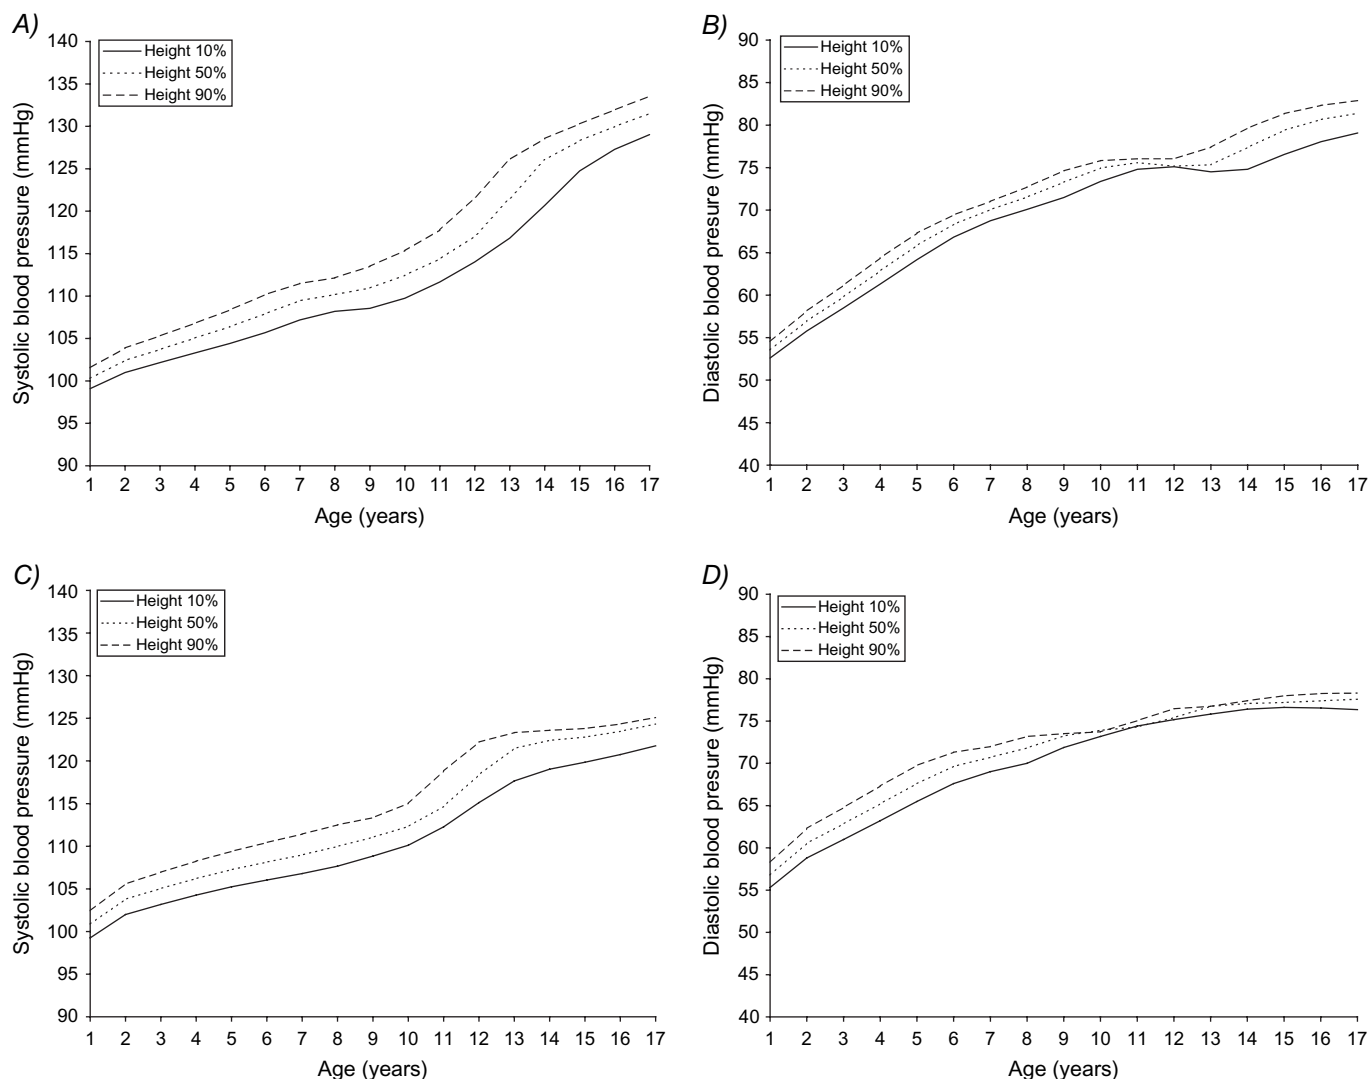 A)
Systolic blood pressure (mmHg)
140
135
130
125
120
115
110
105
100
95
90
Height 10%
Height 50%
Height 90%
1 2 3 4 5 6 7 8 9 10 11 12 13 14 15 16 17
Age (years)
B)
Diastolic blood pressure (mmHg)
90
85
80
75
70
65
60
55
50
45
40
Height 10%
Height 50%
Height 90%
1 2 3 4 5 6 7 8 9 10 11 12 13 14 15 16 17
Age (years)
C)
Systolic blood pressure (mmHg)
140
135
130
125
120
115
110
105
100
95
90
Height 10%
Height 50%
Height 90%
1 2 3 4 5 6 7 8 9 10 11 12 13 14 15 16 17
Age (years)
D)
Diastolic blood pressure (mmHg)
90
85
80
75
70
65
60
55
50
45
40
Height 10%
Height 50%
Height 90%
1 2 3 4 5 6 7 8 9 10 11 12 13 14 15 16 17
Age (years)